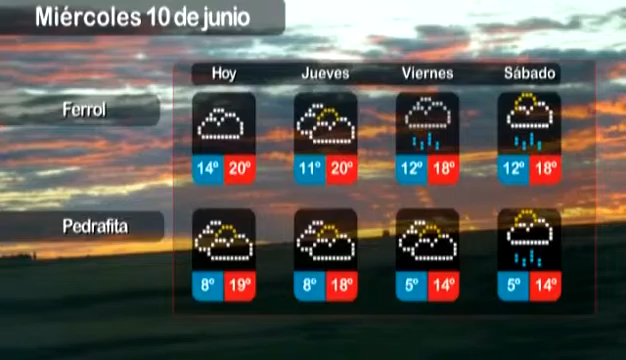 Miércoles 10 de junio
Hoy Jueves Viernes Sábado
Ferrol
14º 20º 11º 20º 12º 18º 12º 18º
Pedrafita
8º 19º 8º 18º 5º 14º 5º 14º